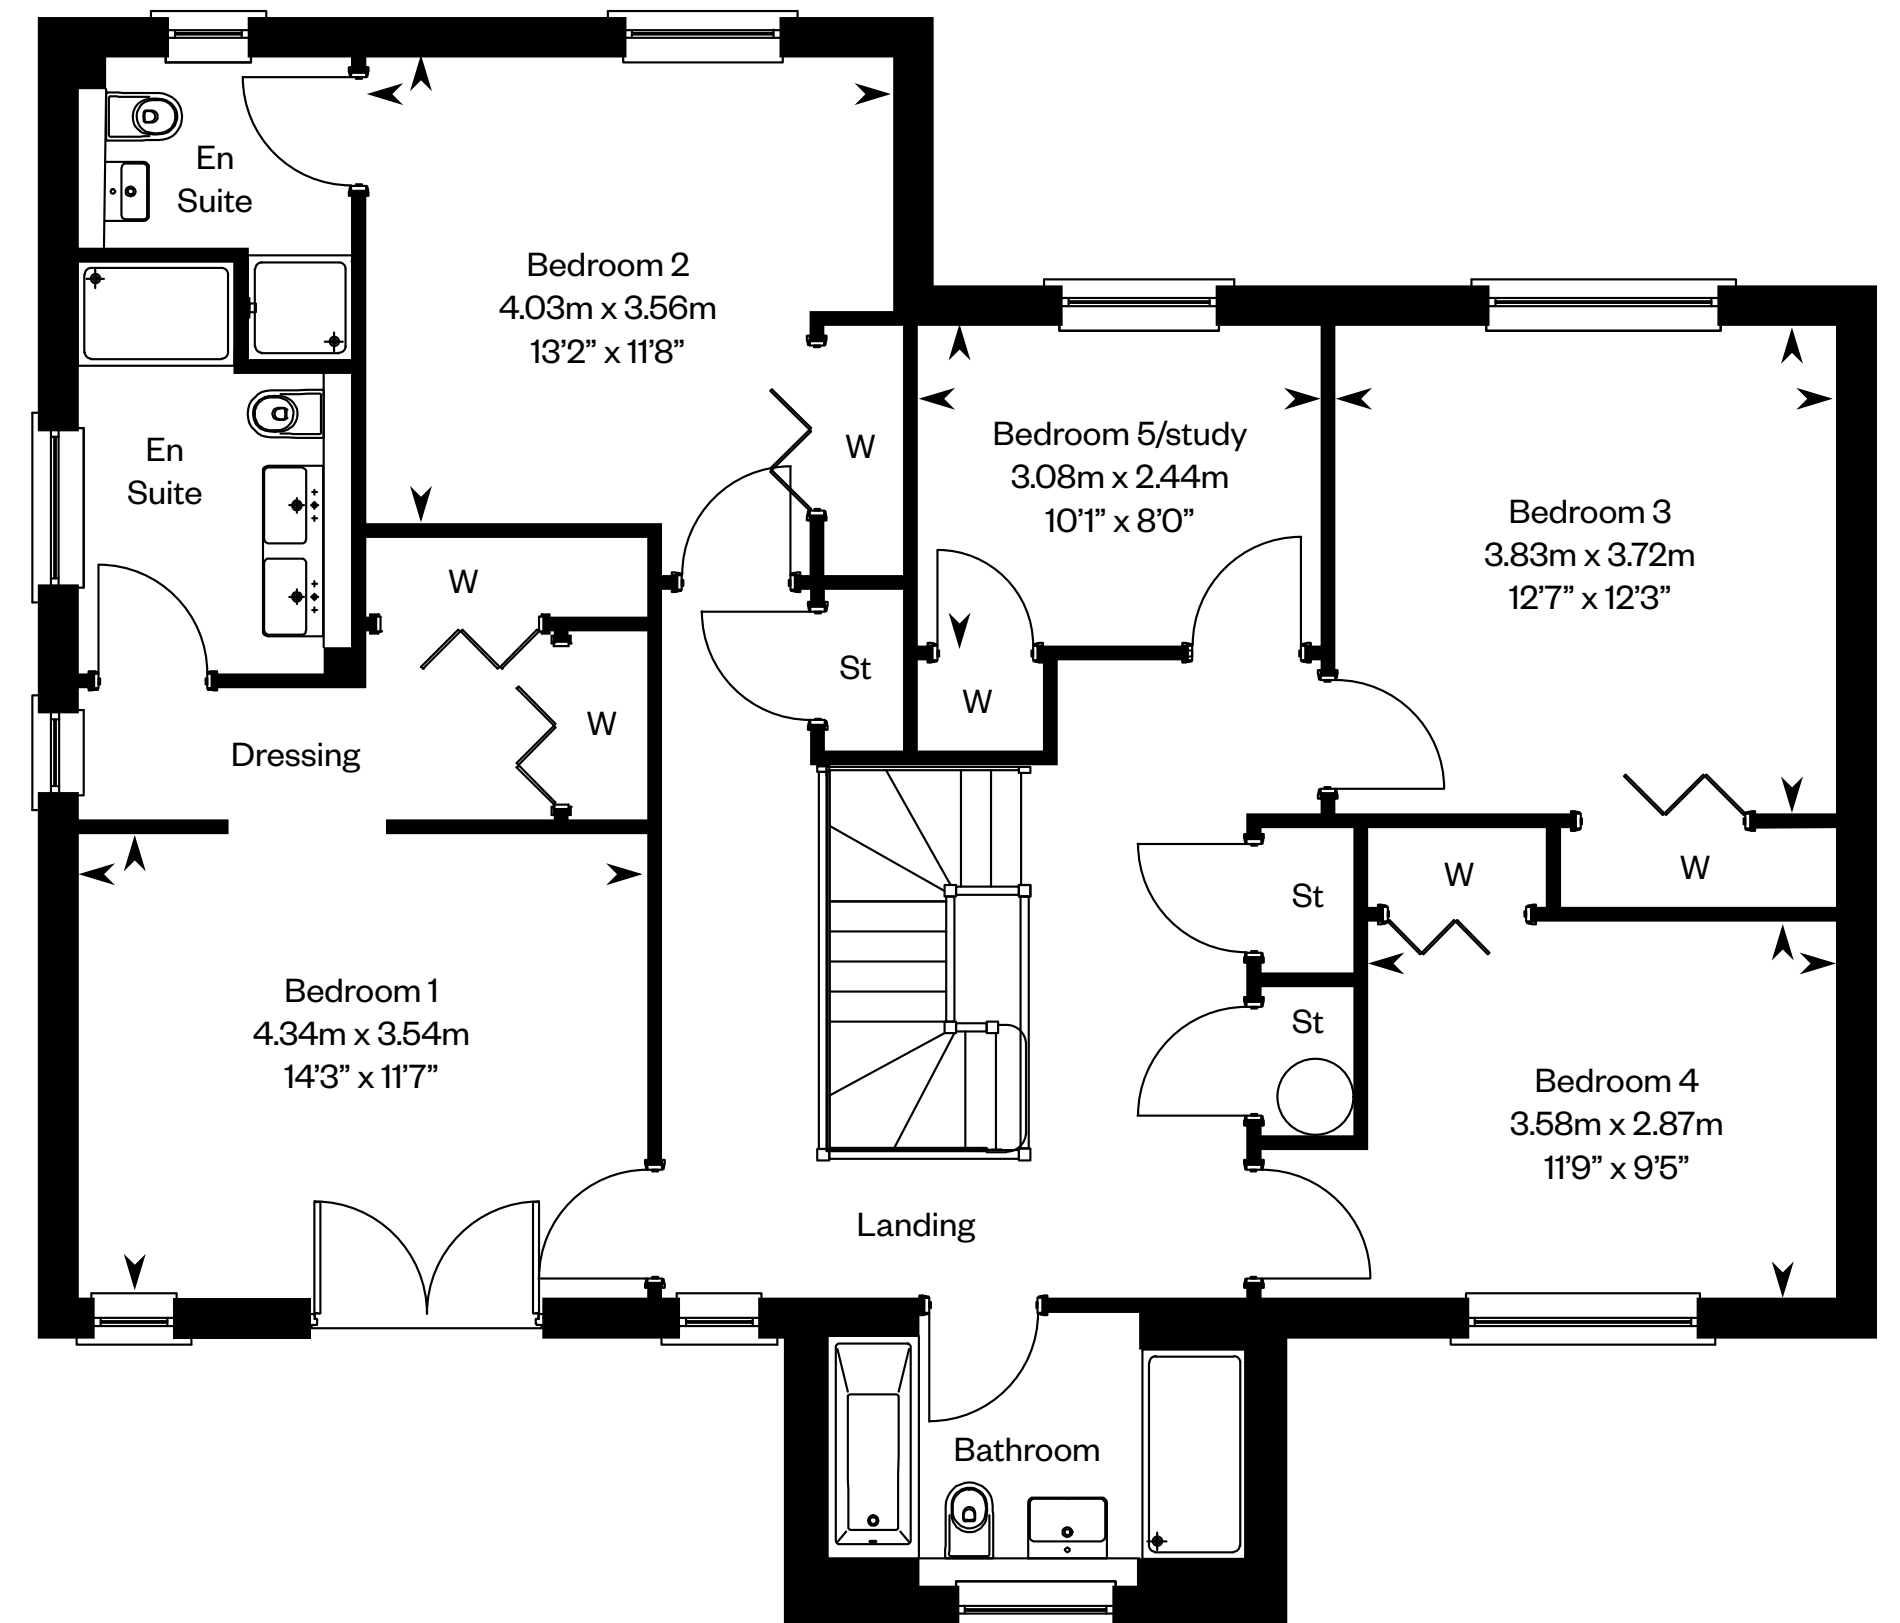 En
Suite
Bedroom 2
4.03m x 3.56m
13’2” x 11’8”
En
Suite
W
Bedroom 5/study
3.08m x 2.44m
10’1” x 8’0”
Bedroom 3
3.83m x 3.72m
12’7” x 12’3”
W
St
W
W
Dressing
W
W
St
Bedroom 1
4.34m x 3.54m
14’3” x 11’7”
St
Bedroom 4
3.58m x 2.87m
11’9” x 9’5”
Landing
Bathroom